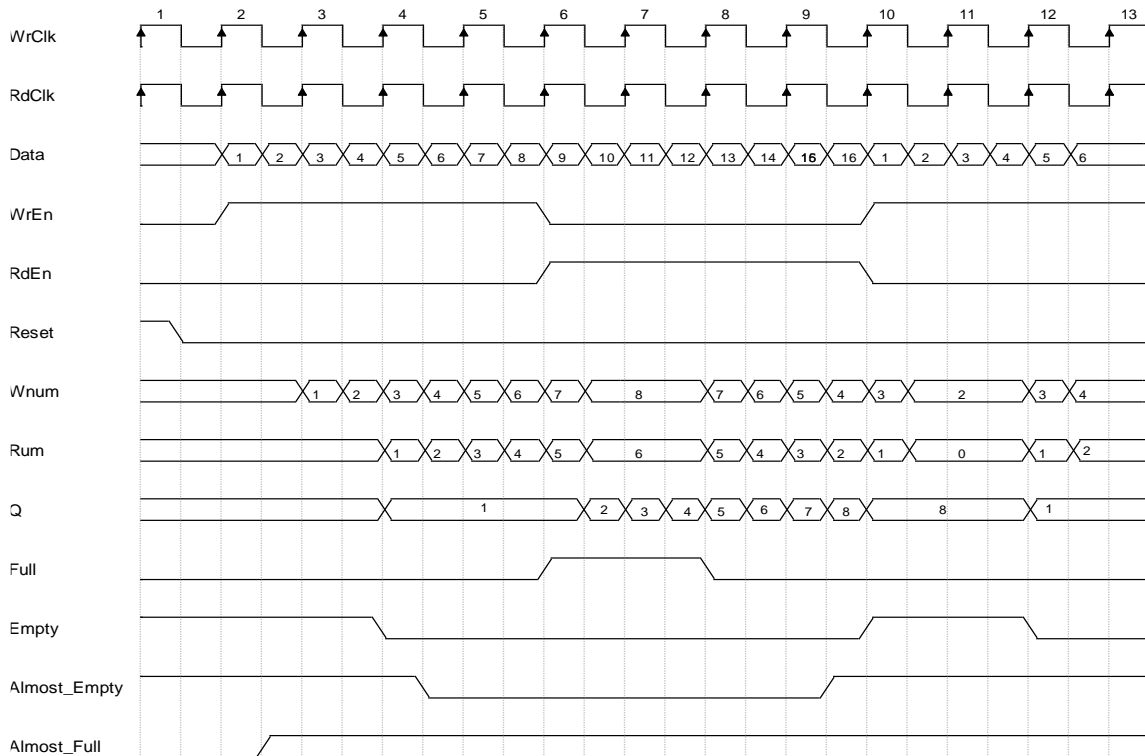 1 2 3 4 5 6 7 8 9 10 11 12 13
WrClk
RdClk
Data 1 2 3 4 5 6 7 8 9 10 11 12 13 14 15 16 1 2 3 4 5 6
WrEn
RdEn
Reset
Wnum 1 2 3 4 5 6 7 8 7 6 5 4 3 2 3 4
Rum 1 2 3 4 5 6 5 4 3 2 1 0 1 2
Q 1 2 3 4 5 6 7 8 8 1
Full
Empty
Almost_Empty
Almost_Full